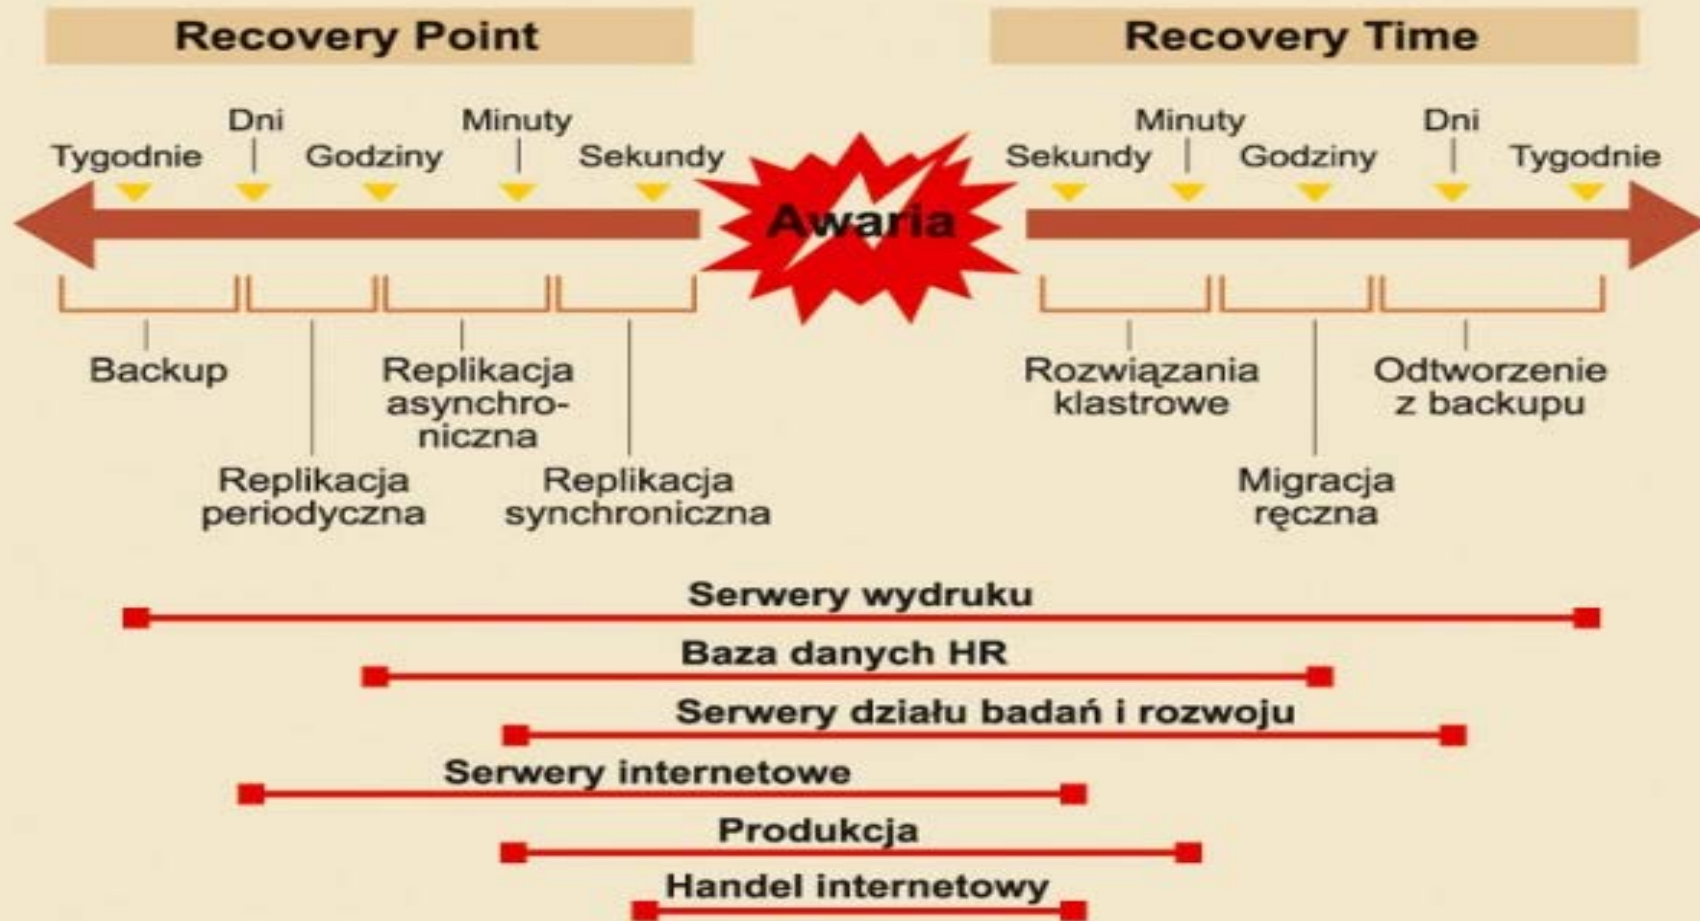 Recovery Point
Recovery Time
Tygodnie
Dni
Godziny
Minuty
Sekundy
Awaria
Sekundy
Minuty
Godziny
Dni
Tygodnie
Backup
Replikacja
periodyczna
Replikacja
asynchro-
niczna
Replikacja
synchroniczna
Rozwiązania
klastrowe
Migracja
ręczna
Odtworzenie
z backupu
Serwery wydruku
Baza danych HR
Serwery działu badań i rozwoju
Serwery internetowe
Produkcja
Handel internetowy